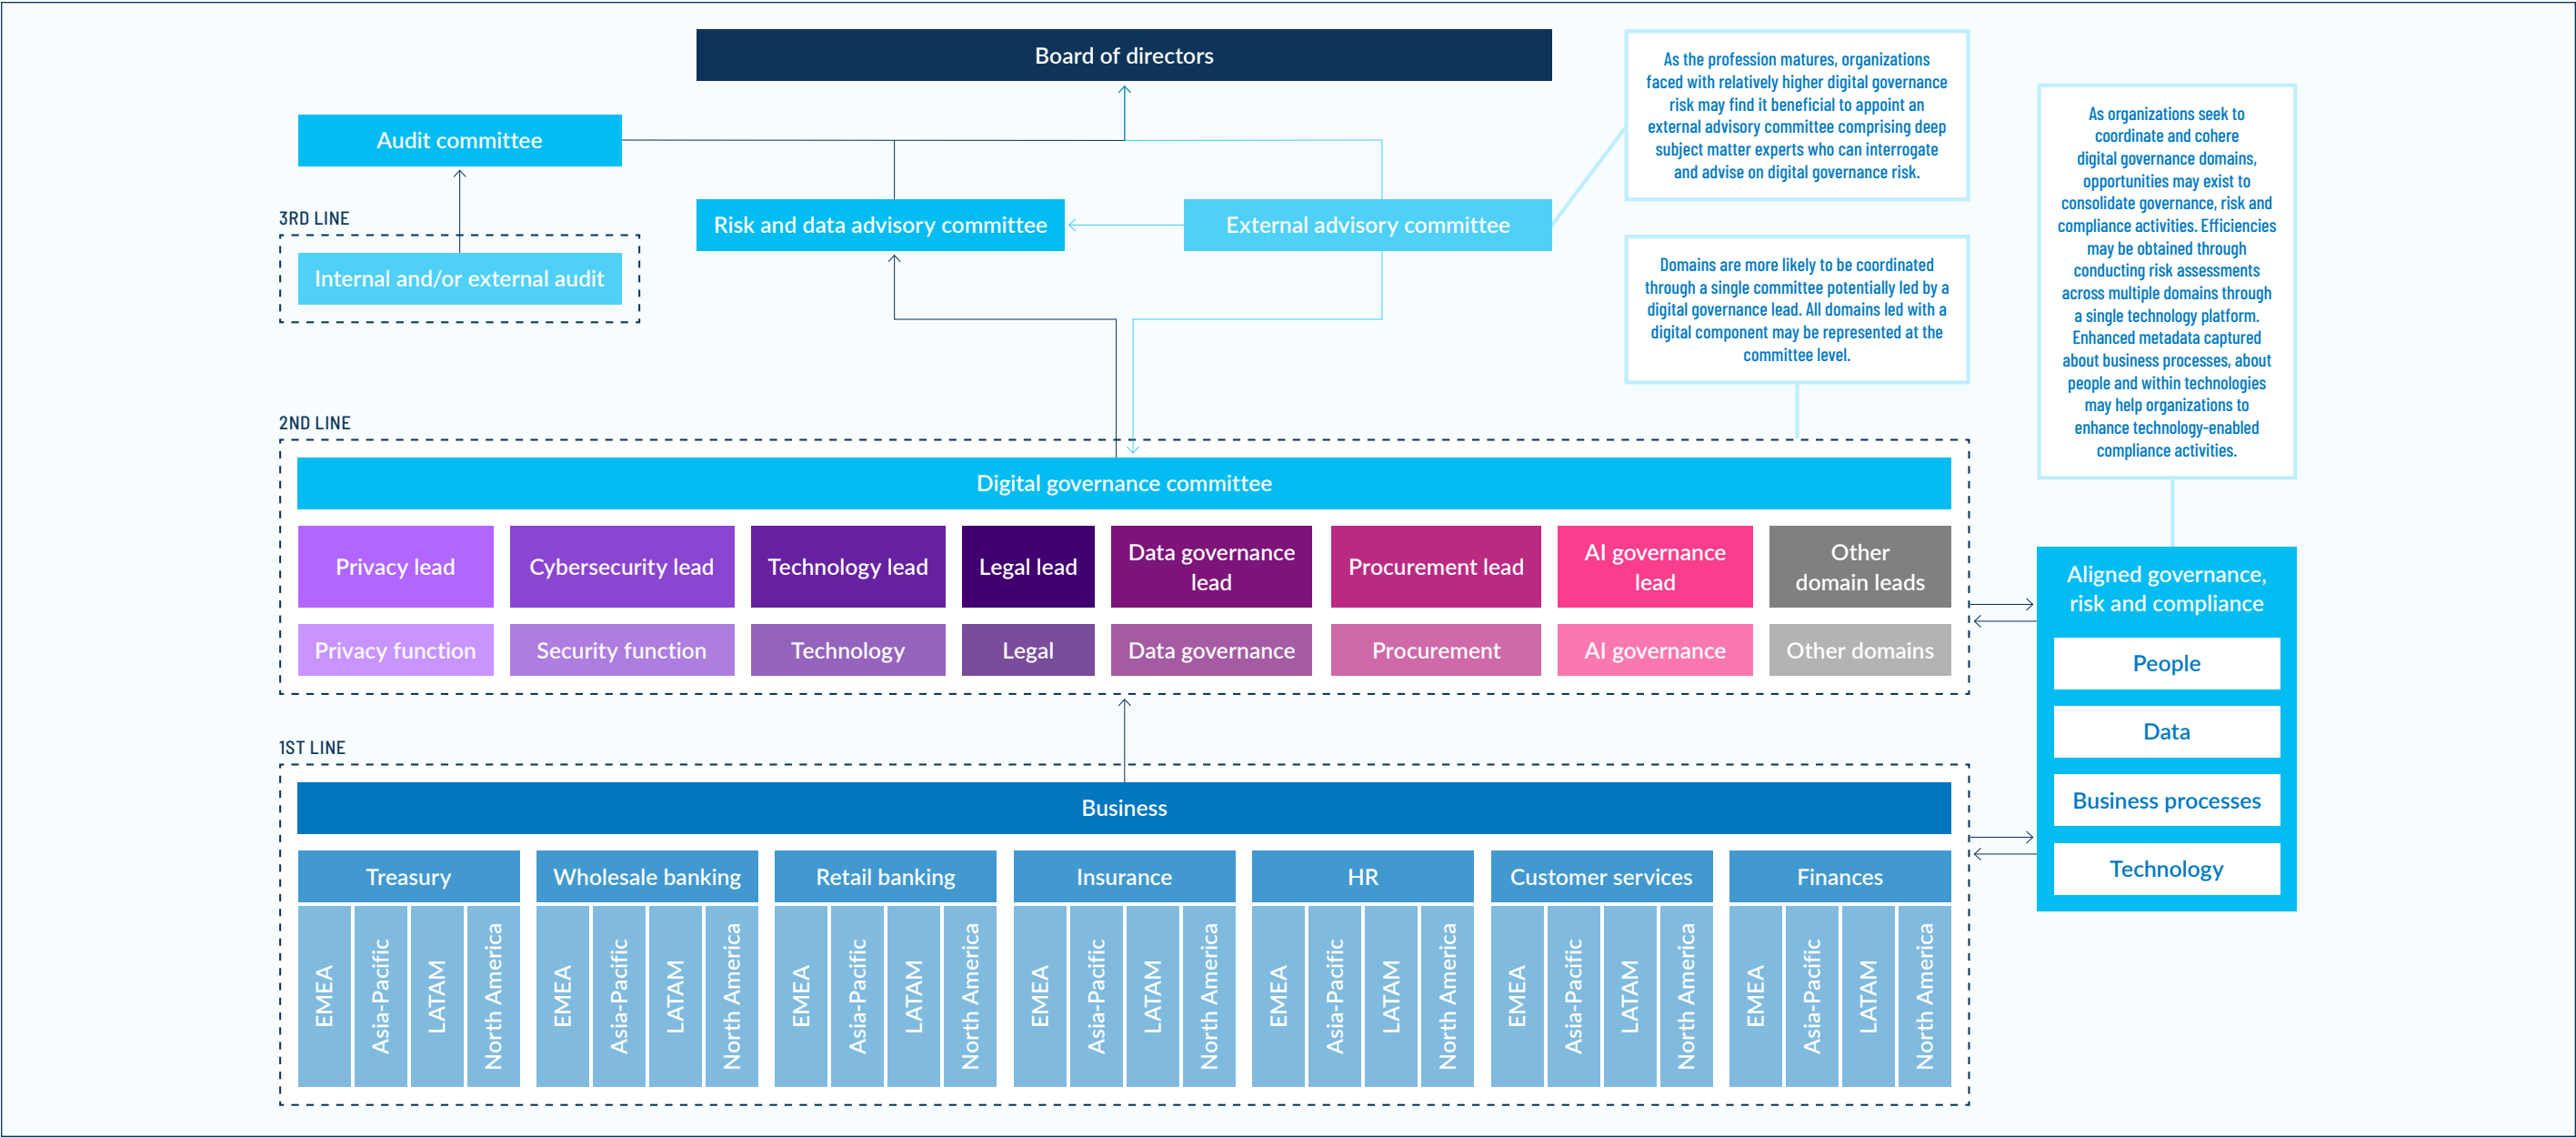 Board of directors
As the profession matures, organizations
faced with relatively higher digital governance
risk may find it beneficial to appoint an
external advisory committee comprising deep
subject matter experts who can interrogate
and advise on digital governance risk.
As organizations seek to
coordinate and cohere
digital governance domains,
opportunities may exist to
consolidate governance, risk and
compliance activities. Efficiencies
may be obtained through
conducting risk assessments
across multiple domains through
a single technology platform.
Enhanced metadata captured
about business processes, about
people and within technologies
may help organizations to
enhance technology-enabled
compliance activities.
Audit committee
Risk and data advisory committee
External advisory committee
3RD LINE
Internal and/or external audit
Domains are more likely to be coordinated
through a single committee potentially led by a
digital governance lead. All domains led with a
digital component may be represented at the
committee level.
2ND LINE
Digital governance committee
Privacy lead
Cybersecurity lead
Technology lead
Legal lead
Data governance
lead
Procurement lead
AI governance
lead
Other
domain leads
Privacy function
Security function
Technology
Legal
Data governance
Procurement
AI governance
Other domains
Aligned governance,
risk and compliance
People
Data
Business processes
Technology
1ST LINE
Business
Treasury
Wholesale banking
Retail banking
Insurance
HR
Customer services
Finances
EMEA
Asia-Pacific
LATAM
North America
EMEA
Asia-Pacific
LATAM
North America
EMEA
Asia-Pacific
LATAM
North America
EMEA
Asia-Pacific
LATAM
North America
EMEA
Asia-Pacific
LATAM
North America
EMEA
Asia-Pacific
LATAM
North America
EMEA
Asia-Pacific
LATAM
North America